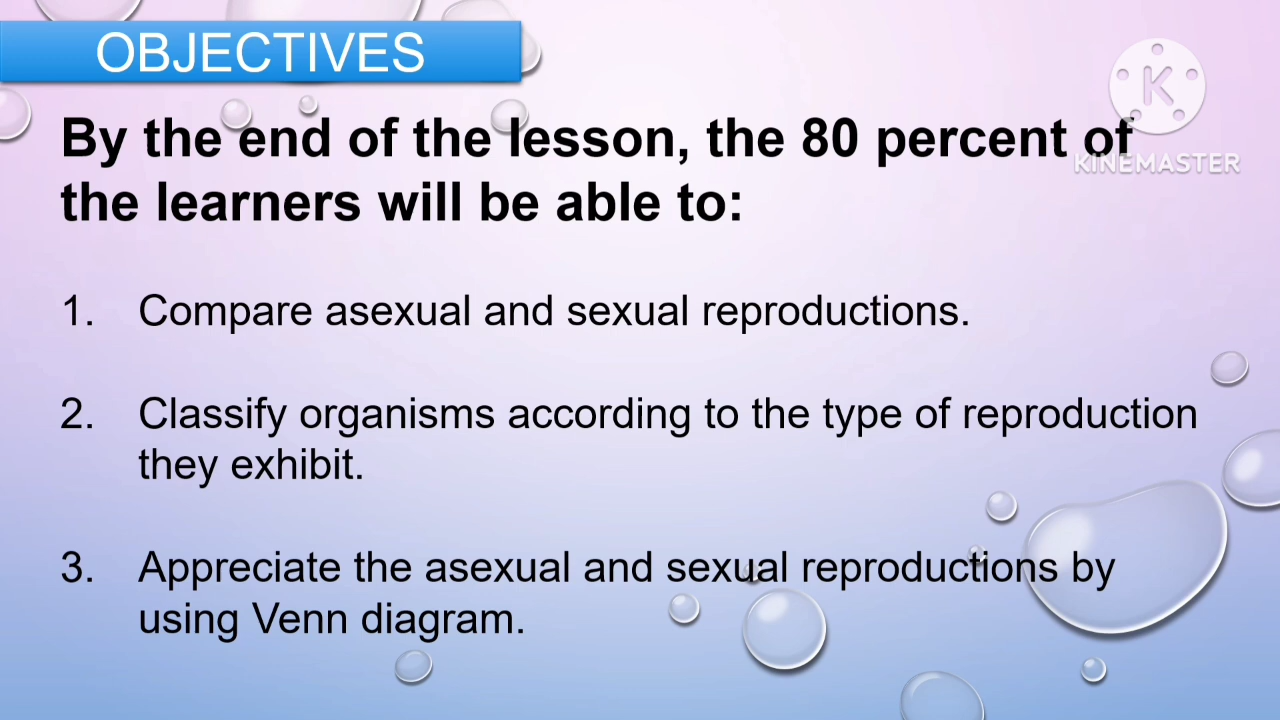 OBJECTIVES
K
KINEMASTER
By the end of the lesson, the 80 percent of
the learners will be able to:
1. Compare asexual and sexual reproductions.
2. Classify organisms according to the type of reproduction
they exhibit.
3. Appreciate the asexual and sexual reproductions by
using Venn diagram.